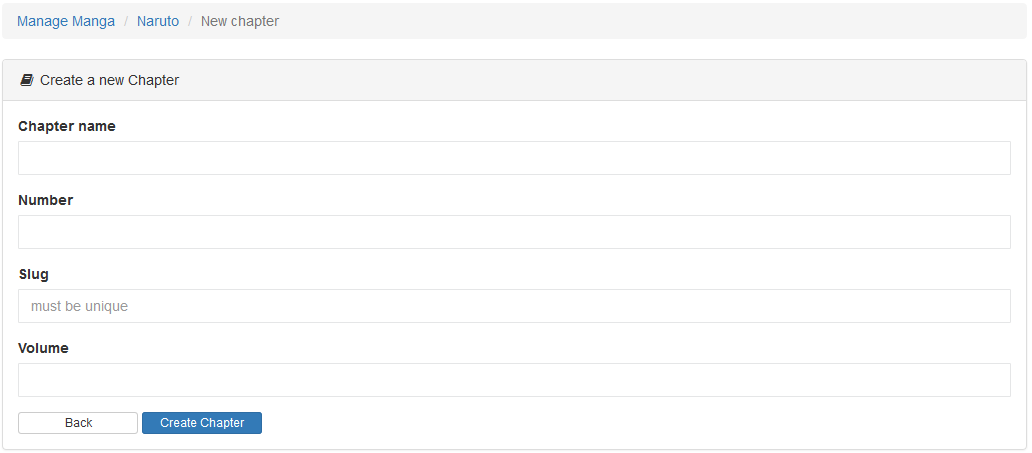 Manage Manga / Naruto / New chapter
Create a new Chapter
Chapter name
Number
Slug
must be unique
Volume
Back Create Chapter